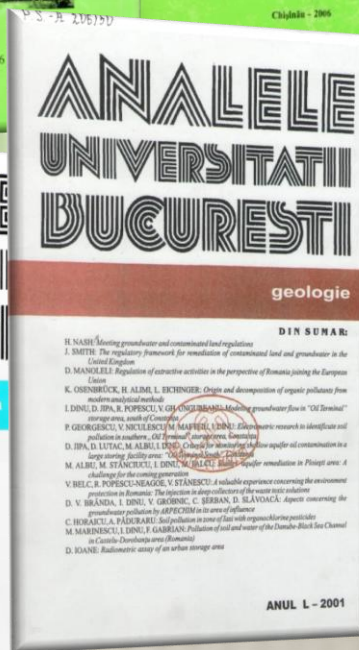 Chişinău – 2006
P.S.-A
ANALELE
UNIVERSITATII
BUCURESTI
geologie
DIN SUMAR:
H. NASH: Meeting groundwater and contaminated land regulations
J. SMITH: The regulatory framework for remediation of contaminated land and groundwater in the
United Kingdom
D. MANOLELI: Regulation of extractive activities in the perspective of Romania joining the European
Union
K. OSENBRÜCK, H. ALIMI, L. EICHINGER: Origin and decomposition of organic pollutants from
modern analytical methods
I. DINU, D. JIPA, R. POPESCU, V. GH. UNGUREANU: Modeling groundwater flow in "Oil Terminal"
storage area, south of Constanţa
P. GEORGESCU, V. NICULESCU, M. MAFTEIU, I. DINU: Electrometric research to identificate soil
pollution in southern "Oil Terminal" storage area, Constanţa
D. JIPA, D. LUTAC, M. ALBU, I. DINU: Criteria for monitoring shallow aquifer oil contamination in a
large storing facility area: "Oil Terminal South", Constanţa
M. ALBU, M. STĂNCIUCU, I. DINU, M. PALCU: aquifer remediation in Ploieşti area: A
challenge for the coming generation
V. BELC, R. POPESCU-NEAGOE, V. STĂNESCU: A valuable experience concerning the environment
protection in Romania: The injection in deep collectors of the waste toxic solutions
D. V. BRÂNDA, I. DINU, V. GROBNIC, C. ŞERBAN, D. SLĂVOACĂ: Aspects concerning the
groundwater pollution by ARPECHIM in its area of influence
C. HORAICU, A. PĂDURARU: Soil pollution in zone of Iasi with organochlorine pesticides
M. MARINESCU, I. DINU, F. GABRIAN: Pollution of soil and water of the Danube-Black Sea Channel
in Castelu-Dorobanţu area (Romania)
D. IOANE: Radiometric assay of an urban storage area
ANUL L – 2001